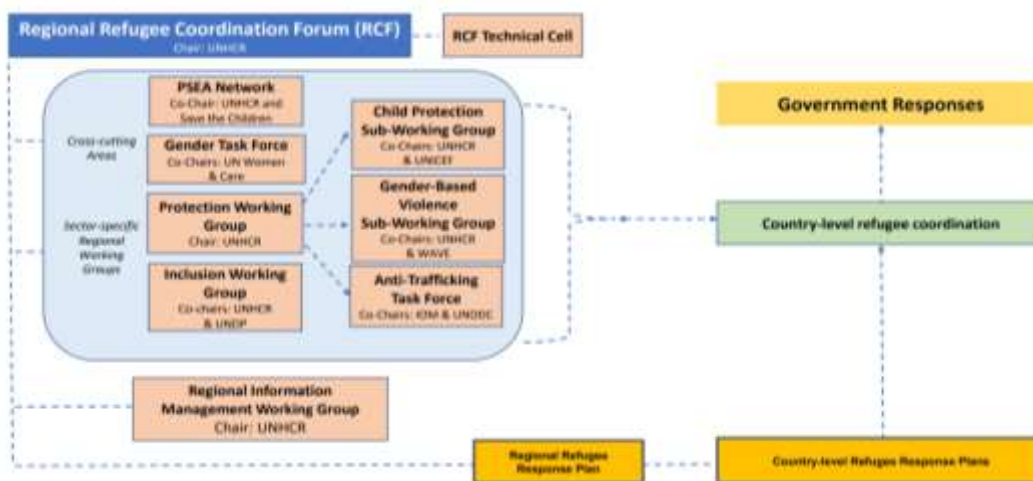 Regional Refugee Coordination Forum (RCF)
Chair: UNHCR
RCF Technical Cell
Cross-cutting
Areas
Sector-specific
Regional
Working
Groups
PSEA Network
Co-Chair: UNHCR and
Save the Children
Gender Task Force
Co-Chairs: UN Women
& Care
Protection Working
Group
Chair: UNHCR
Inclusion Working
Group
Co-chairs: UNHCR
& UNDP
Child Protection
Sub-Working Group
Co-Chairs: UNHCR
& UNICEF
Gender-Based
Violence
Sub-Working Group
Co-Chairs: UNHCR
& WAVE
Anti-Trafficking
Task Force
Co-Chairs: IOM & UNODC
Government Responses
Country-level refugee coordination
Regional Information
Management Working Group
Chair: UNHCR
Regional Refugee
Response Plan
Country-level Refugee Response Plans